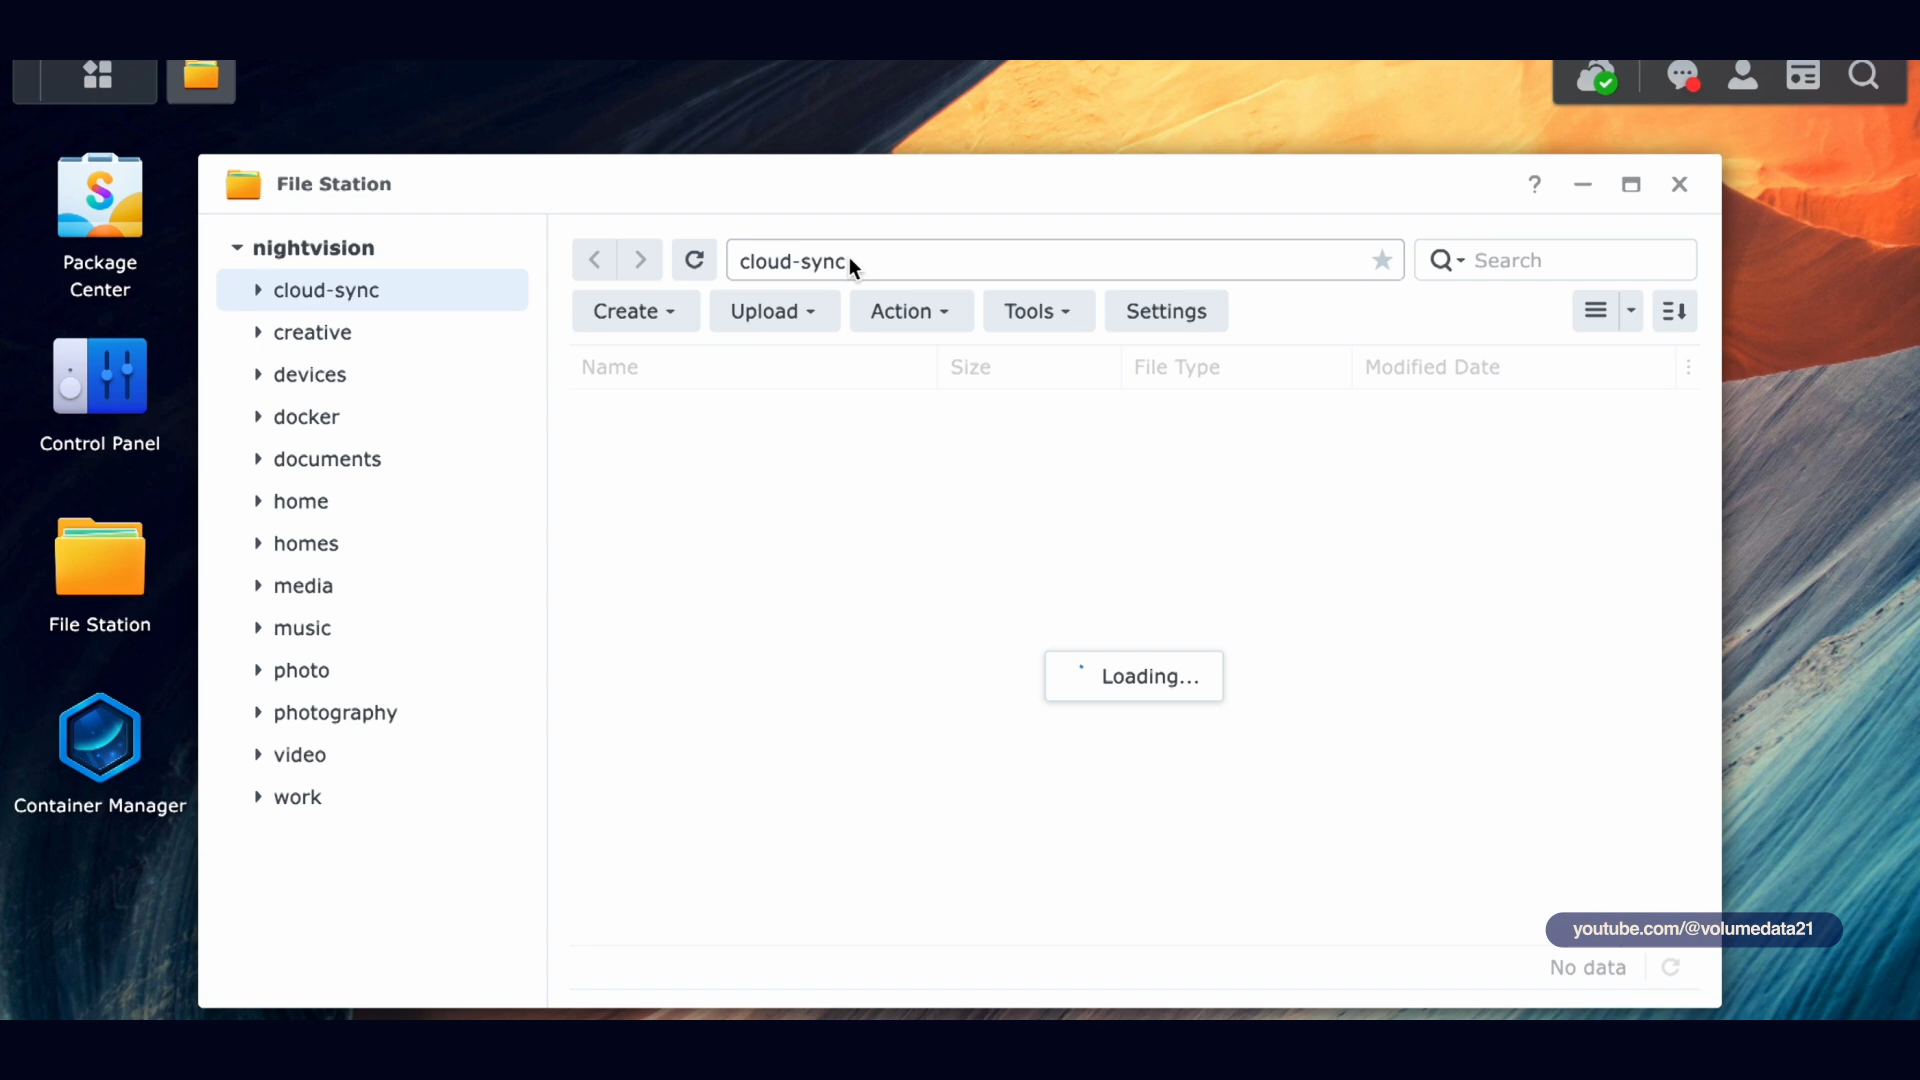 File Station
?
nightvision
cloud-sync
creative
devices
docker
documents
home
homes
media
music
photo
photography
video
work
cloud-sync
Search
Create
Upload
Action
Tools
Settings
Name
Size
File Type
Modified Date
Loading...
No data
Package
Center
Control Panel
File Station
Container Manager
youtube.com/@volumedata21